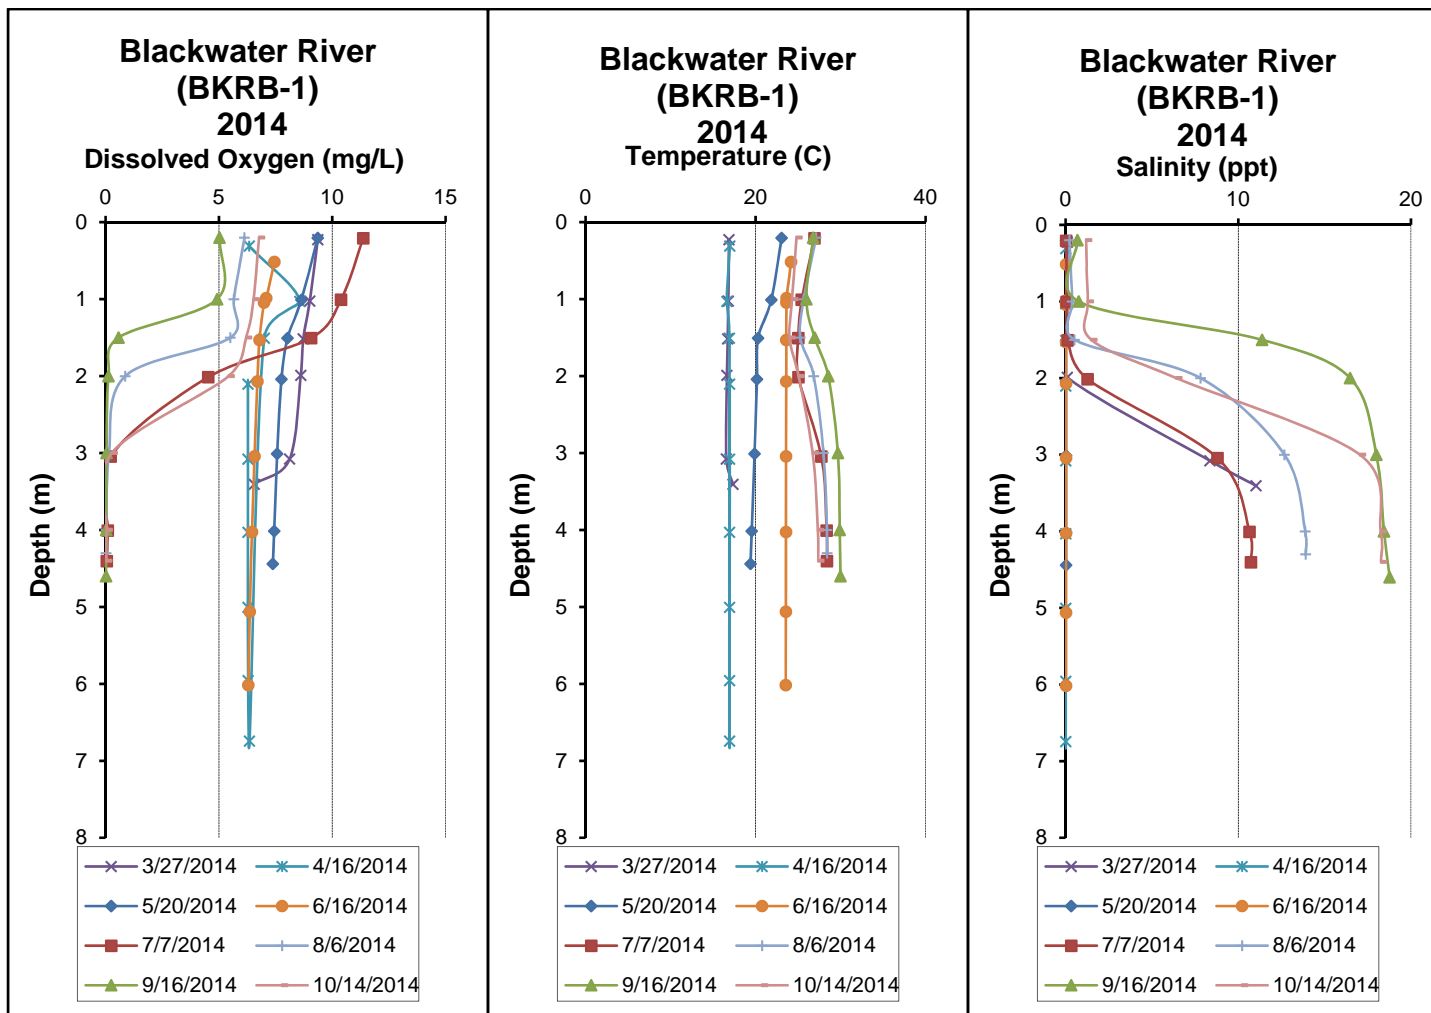 Blackwater River
(BKRB-1)
2014
Dissolved Oxygen (mg/L)
0 5 10 15
0
1
2
3
4
5
6
7
8
Depth (m)
3/27/2014 4/16/2014
5/20/2014 6/16/2014
7/7/2014 8/6/2014
9/16/2014 10/14/2014
Blackwater River
(BKRB-1)
2014
Temperature (C)
0 20 40
0
1
2
3
4
5
6
7
8
Depth (m)
3/27/2014 4/16/2014
5/20/2014 6/16/2014
7/7/2014 8/6/2014
9/16/2014 10/14/2014
Blackwater River
(BKRB-1)
2014
Salinity (ppt)
0 10 20
0
1
2
3
4
5
6
7
8
Depth (m)
3/27/2014 4/16/2014
5/20/2014 6/16/2014
7/7/2014 8/6/2014
9/16/2014 10/14/2014